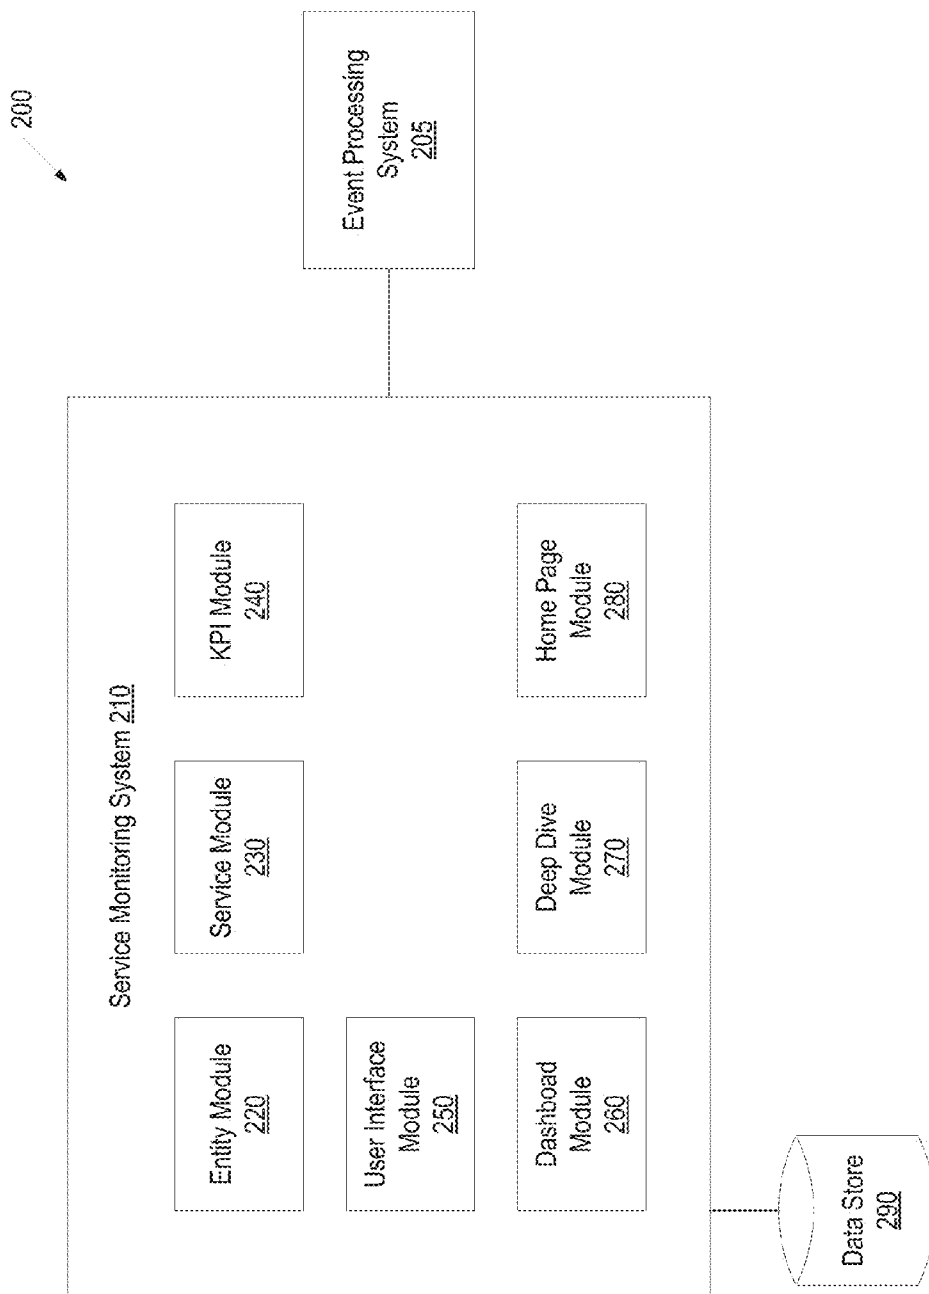 200
Service Monitoring System 210
Entity Module
220
Service Module
230
KPI Module
240
User Interface
Module
250
Dashboad
Module
260
Deep Dive
Module
270
Home Page
Module
280
Event Processing
System
205
Data Store
290